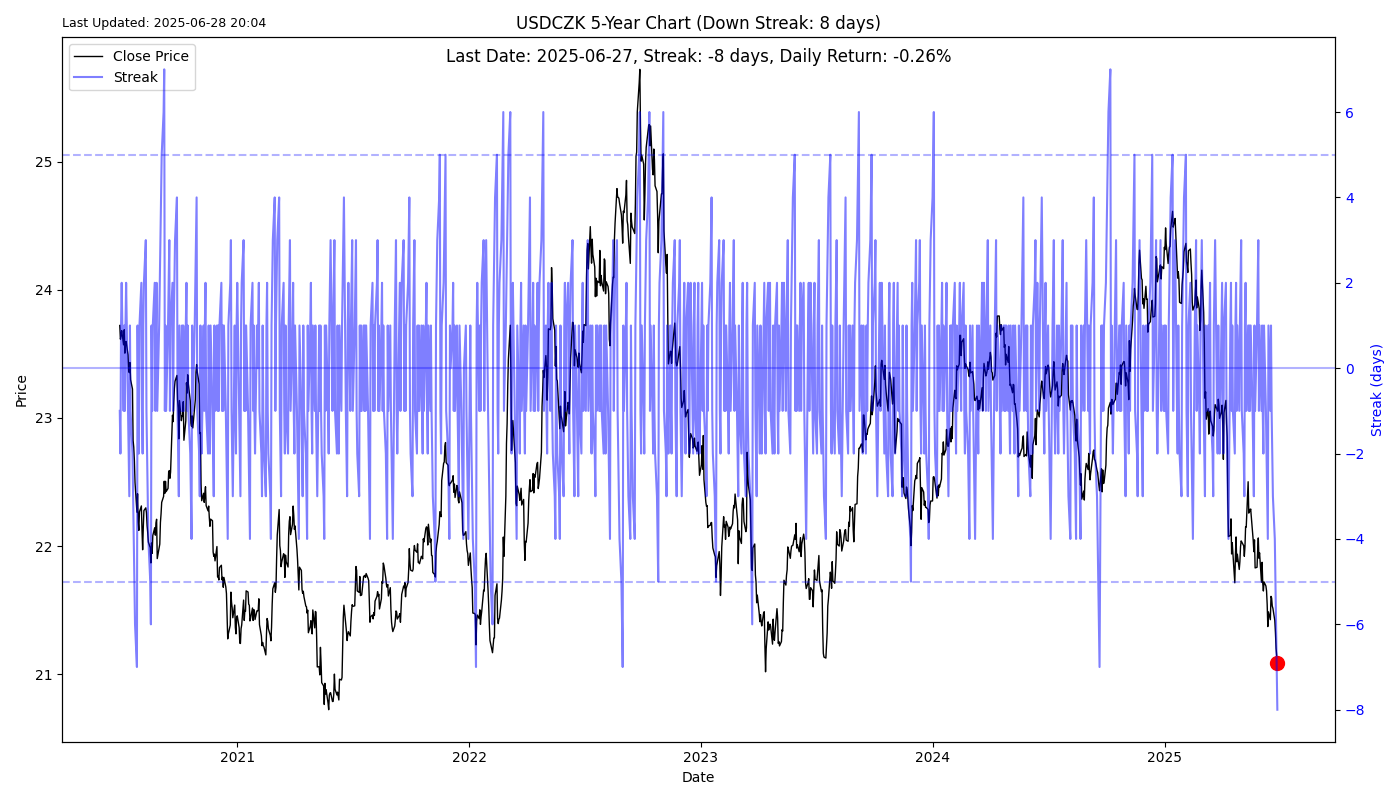 Last Updated: 2025-06-28 20:04
USDCZK 5-Year Chart (Down Streak: 8 days)
Last Date: 2025-06-27, Streak: -8 days, Daily Return: -0.26%
Close Price
Streak
25
24
23
22
21
Price
6
4
2
0
−2
−4
−6
−8
Streak (days)
2021
2022
2023
2024
2025
Date